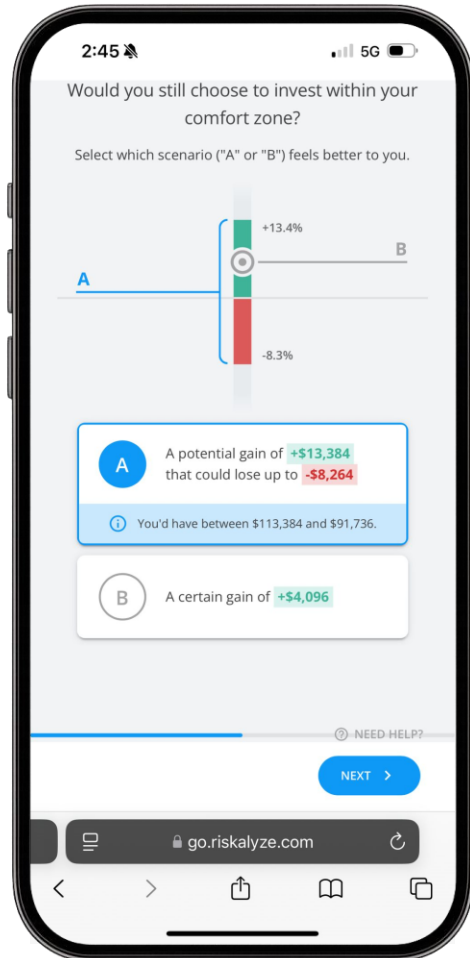 2:45
5G
Would you still choose to invest within your
comfort zone?
Select which scenario ("A" or "B") feels better to you.
+13.4%
B
A
-8.3%
A
A potential gain of +$13,384
that could lose up to -$8,264
You'd have between $113,384 and $91,736.
B
A certain gain of +$4,096
NEED HELP?
NEXT
go.riskalyze.com